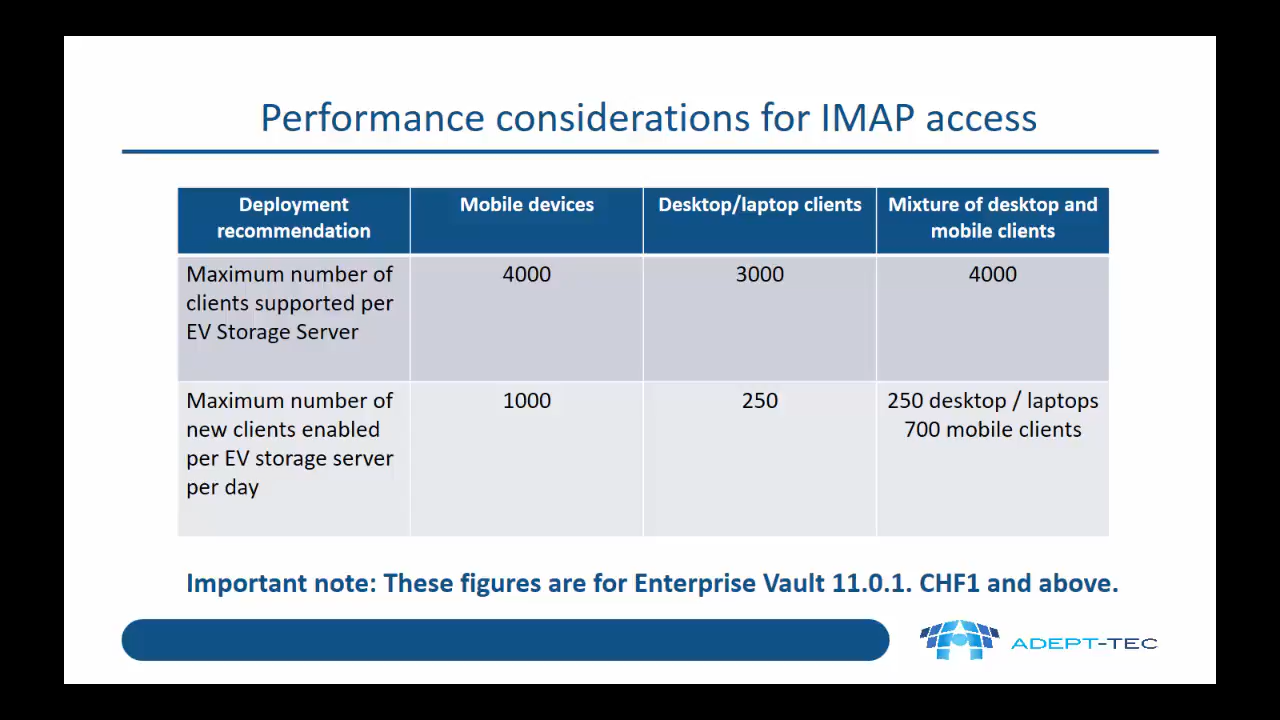 Performance considerations for IMAP access
Deployment recommendation
Mobile devices
Desktop/laptop clients
Mixture of desktop and mobile clients
Maximum number of clients supported per EV Storage Server
4000
3000
4000
Maximum number of new clients enabled per EV storage server per day
1000
250
250 desktop / laptops
700 mobile clients
Important note: These figures are for Enterprise Vault 11.0.1. CHF1 and above.
ADEPT-TEC